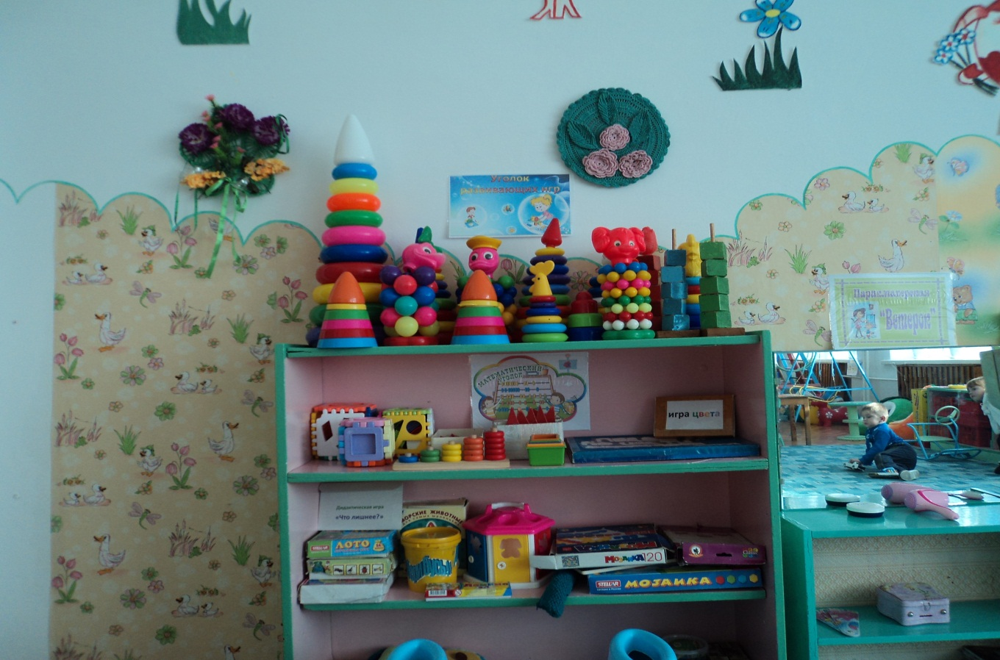 Уголок
развивающих игр
Парикмахерская
"Ветерок"
МАТЕМАТИЧЕСКИЙ
УГОЛОК
игра цвета
Дидактическая игра
«Что лишнее?»
МОРСКИЕ ЖИВОТНЫЕ
ЛОТО
МОЗАИКА 120
STELLAR
МОЗАИКА